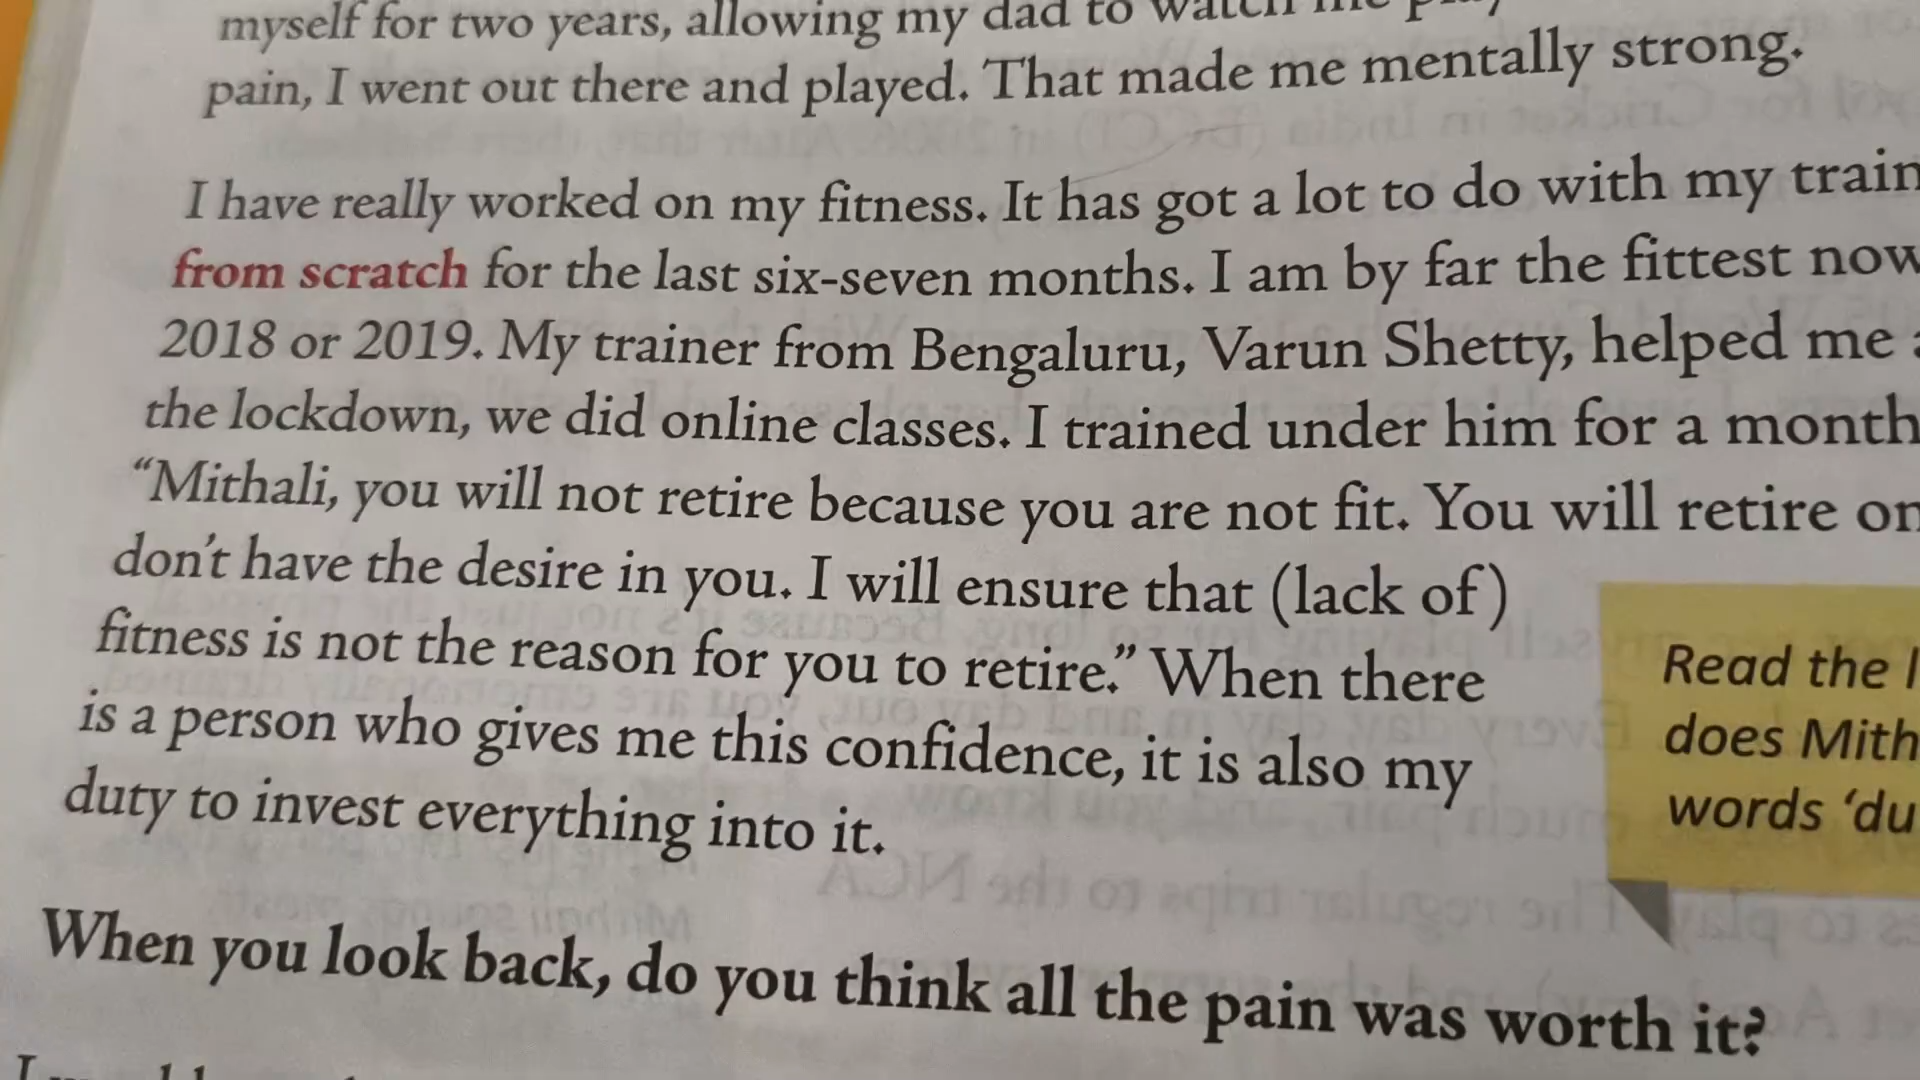 myself for two years, allowing my dad to watch me play
pain, I went out there and played. That made me mentally strong.
I have really worked on my fitness. It has got a lot to do with my train
from scratch for the last six-seven months. I am by far the fittest now
2018 or 2019. My trainer from Bengaluru, Varun Shetty, helped me a
the lockdown, we did online classes. I trained under him for a month
“Mithali, you will not retire because you are not fit. You will retire on
don’t have the desire in you. I will ensure that (lack of)
fitness is not the reason for you to retire.” When there
is a person who gives me this confidence, it is also my
duty to invest everything into it.
Read the l
does Mith
words ‘du
When you look back, do you think all the pain was worth it?